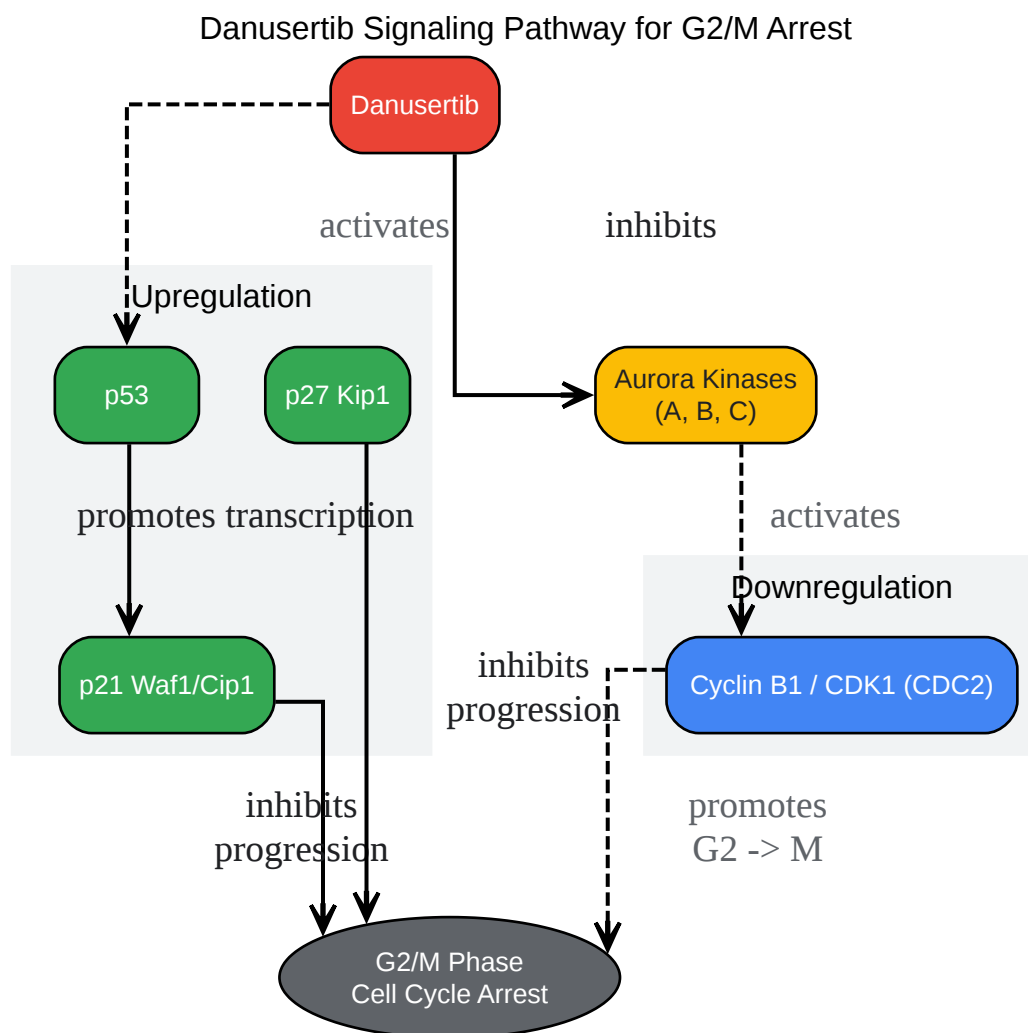 Danusertib Signaling Pathway for G2/M Arrest
Danusertib
activates
inhibits
Upregulation
p53
p27 Kip1
Aurora Kinases
(A, B, C)
promotes transcription
activates
Downregulation
p21 Waf1/Cip1
inhibits
progression
Cyclin B1 / CDK1 (CDC2)
inhibits
progression
promotes
G2 -> M
G2/M Phase
Cell Cycle Arrest